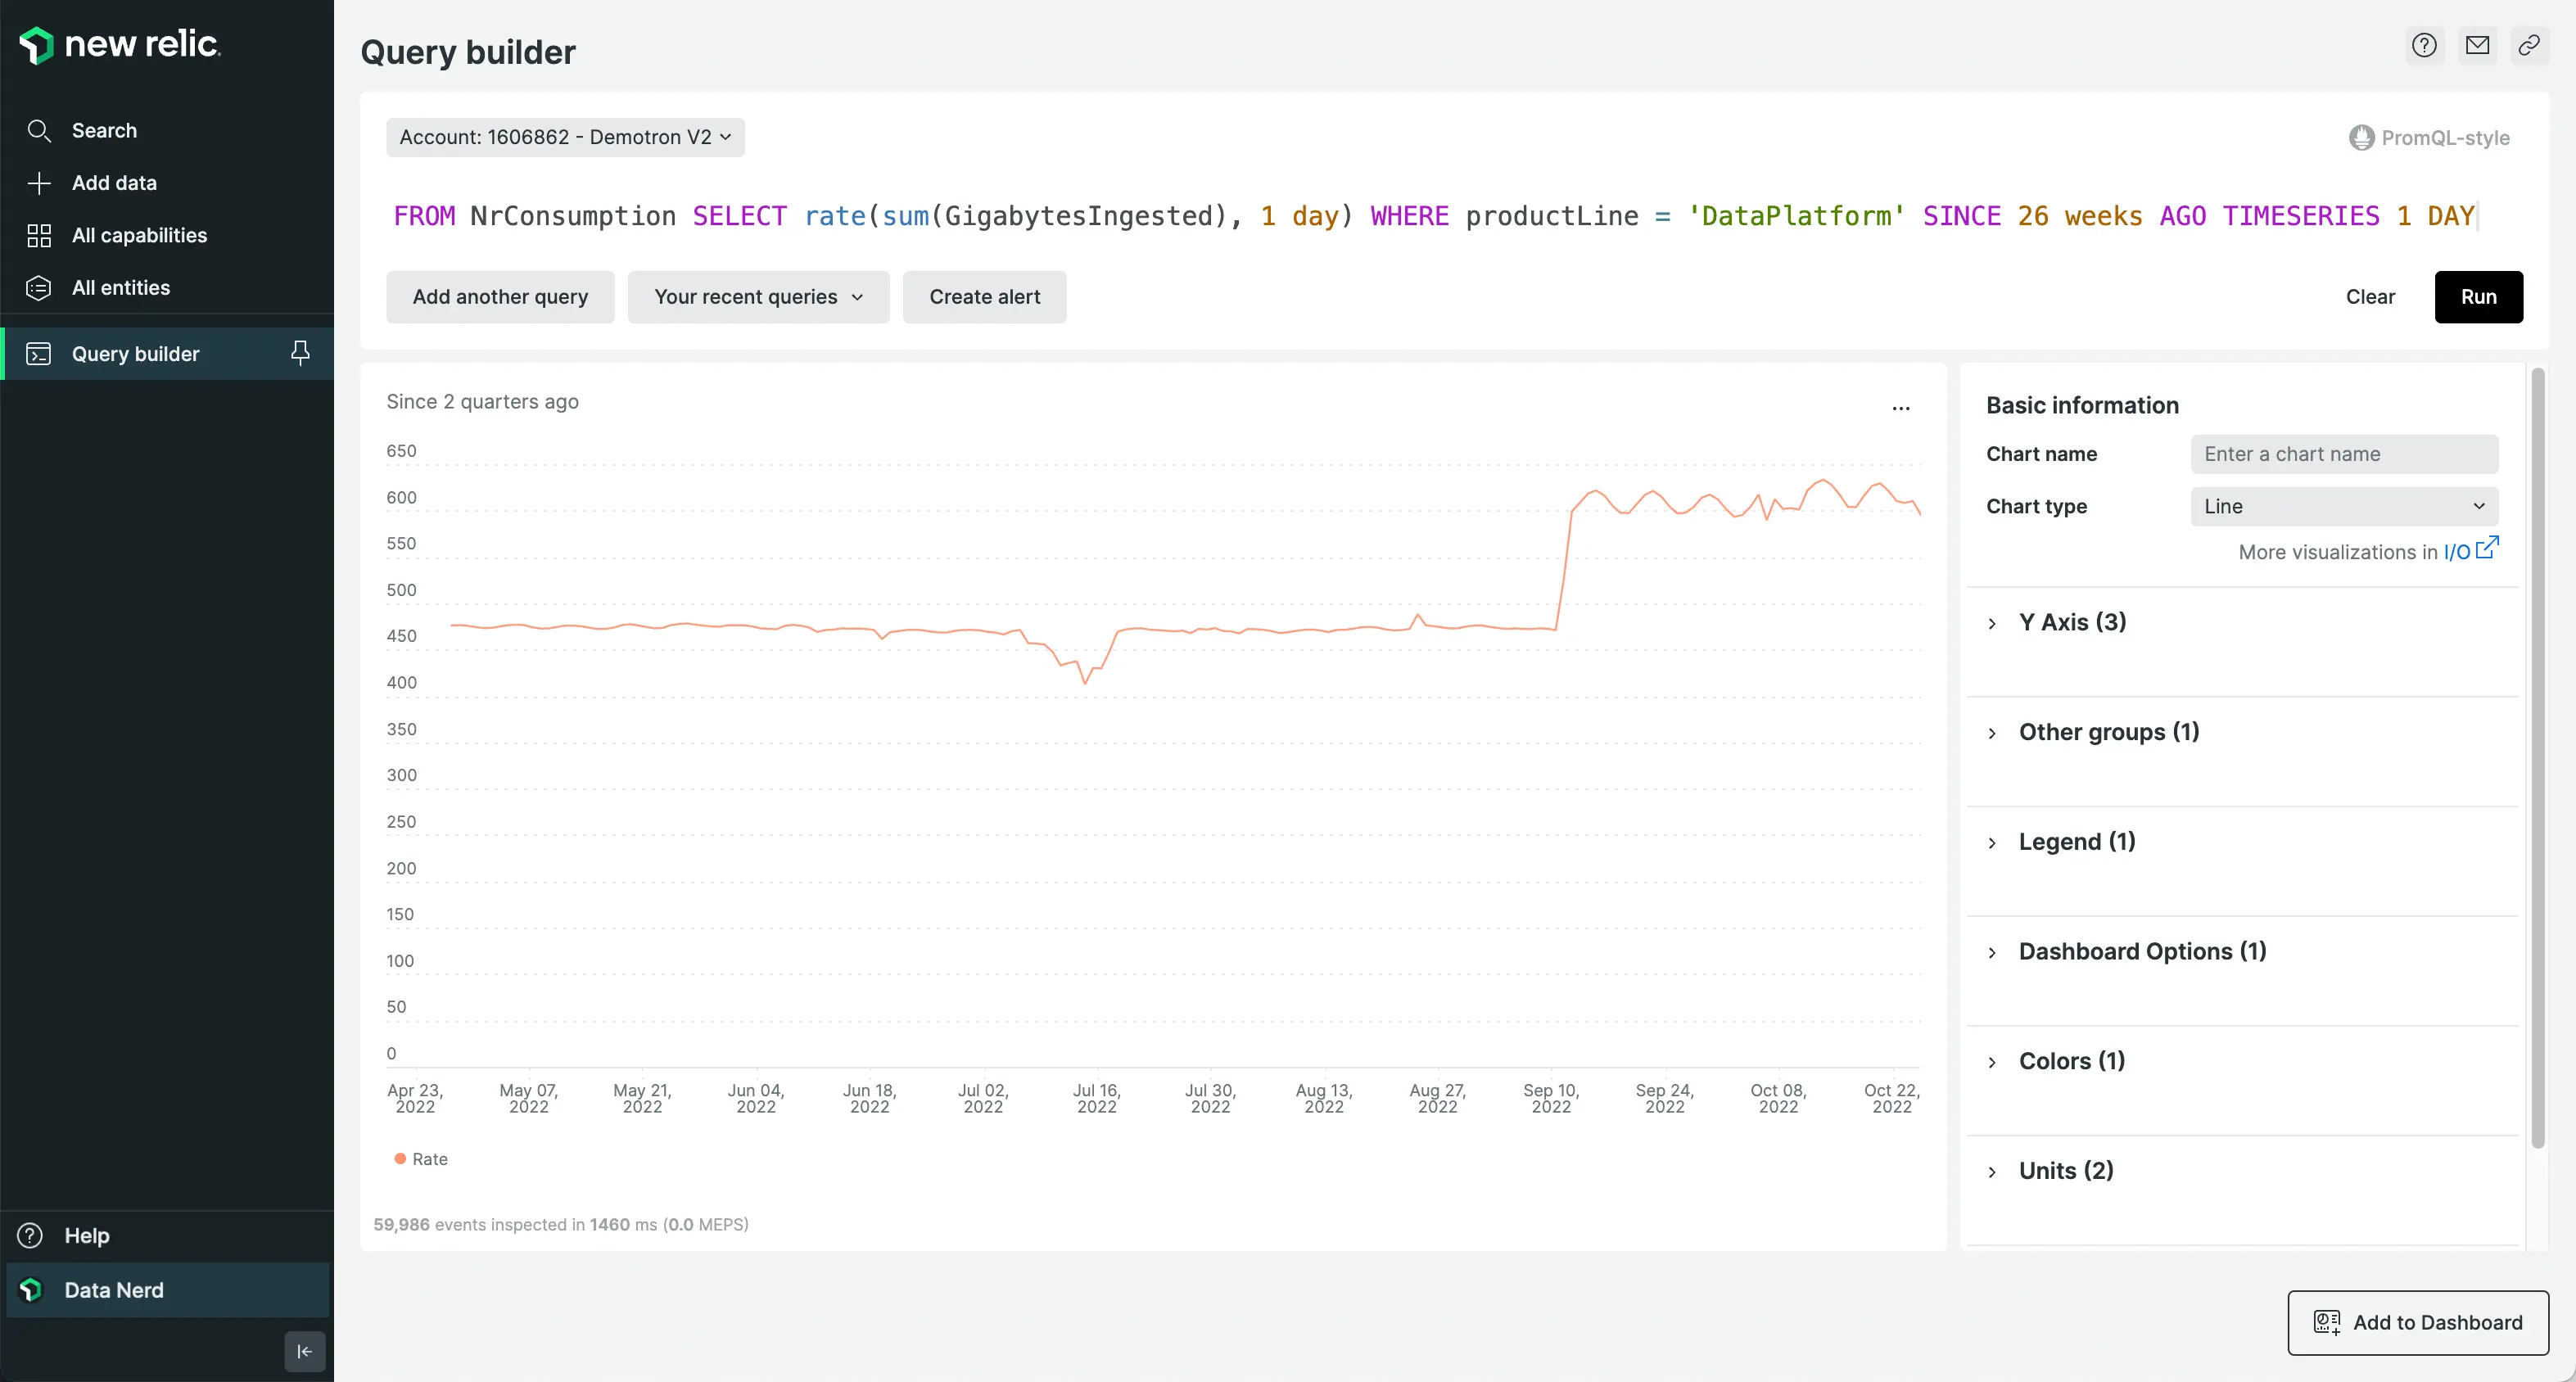 new relic.
Search
Add data
All capabilities
All entities
Query builder
Help
Data Nerd
Query builder
Account: 1606862 - Demotron V2
PromQL-style
FROM NrConsumption SELECT rate(sum(GigabytesIngested), 1 day) WHERE productLine = 'DataPlatform' SINCE 26 weeks AGO TIMESERIES 1 DAY
Add another query
Your recent queries
Create alert
Clear
Run
Since 2 quarters ago
...
650
600
550
500
450
400
350
300
250
200
150
100
50
0
Apr 23, 2022
May 07, 2022
May 21, 2022
Jun 04, 2022
Jun 18, 2022
Jul 02, 2022
Jul 16, 2022
Jul 30, 2022
Aug 13, 2022
Aug 27, 2022
Sep 10, 2022
Sep 24, 2022
Oct 08, 2022
Oct 22, 2022
Rate
59,986 events inspected in 1460 ms (0.0 MEPS)
Basic information
Chart name
Enter a chart name
Chart type
Line
More visualizations in I/O
Y Axis (3)
Other groups (1)
Legend (1)
Dashboard Options (1)
Colors (1)
Units (2)
Add to Dashboard